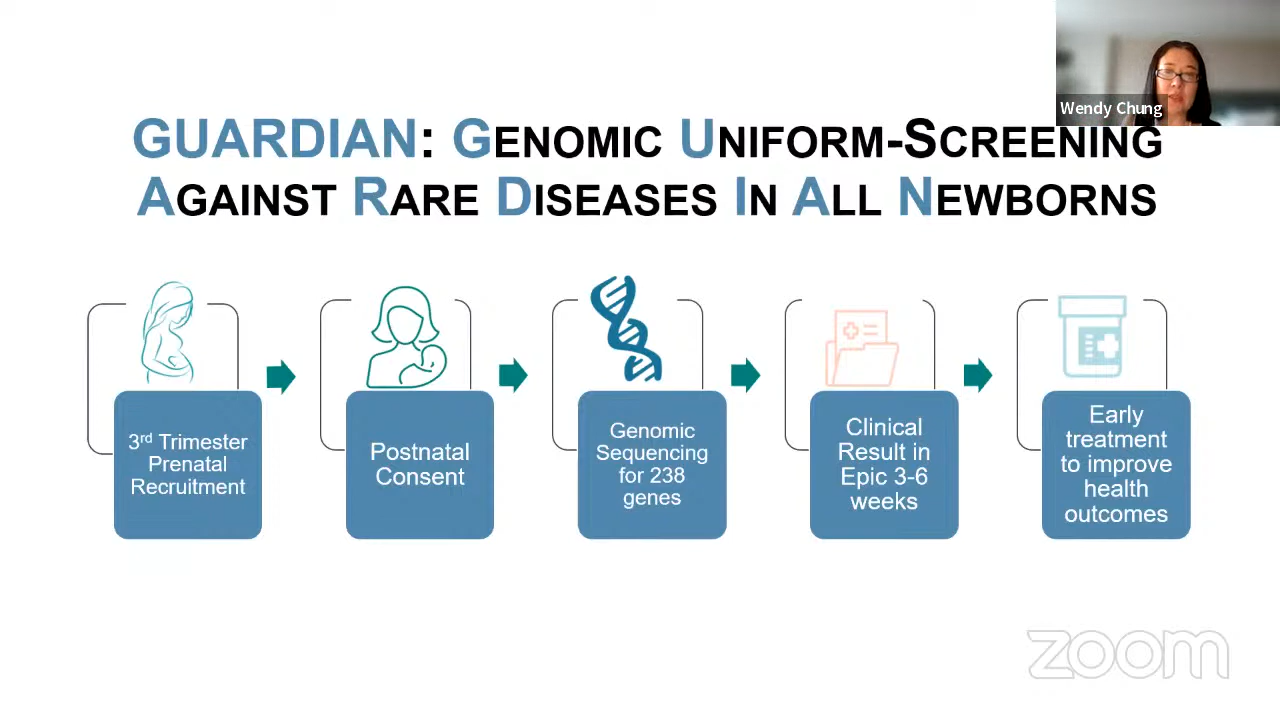 Wendy Chung
GUARDIAN: GENOMIC UNIFORM-SCREENING
AGAINST RARE DISEASES IN ALL NEWBORNS
3rd Trimester
Prenatal
Recruitment
Postnatal
Consent
Genomic
Sequencing
for 238
genes
Clinical
Result in
Epic 3-6
weeks
Early
treatment
to improve
health
outcomes
zoom